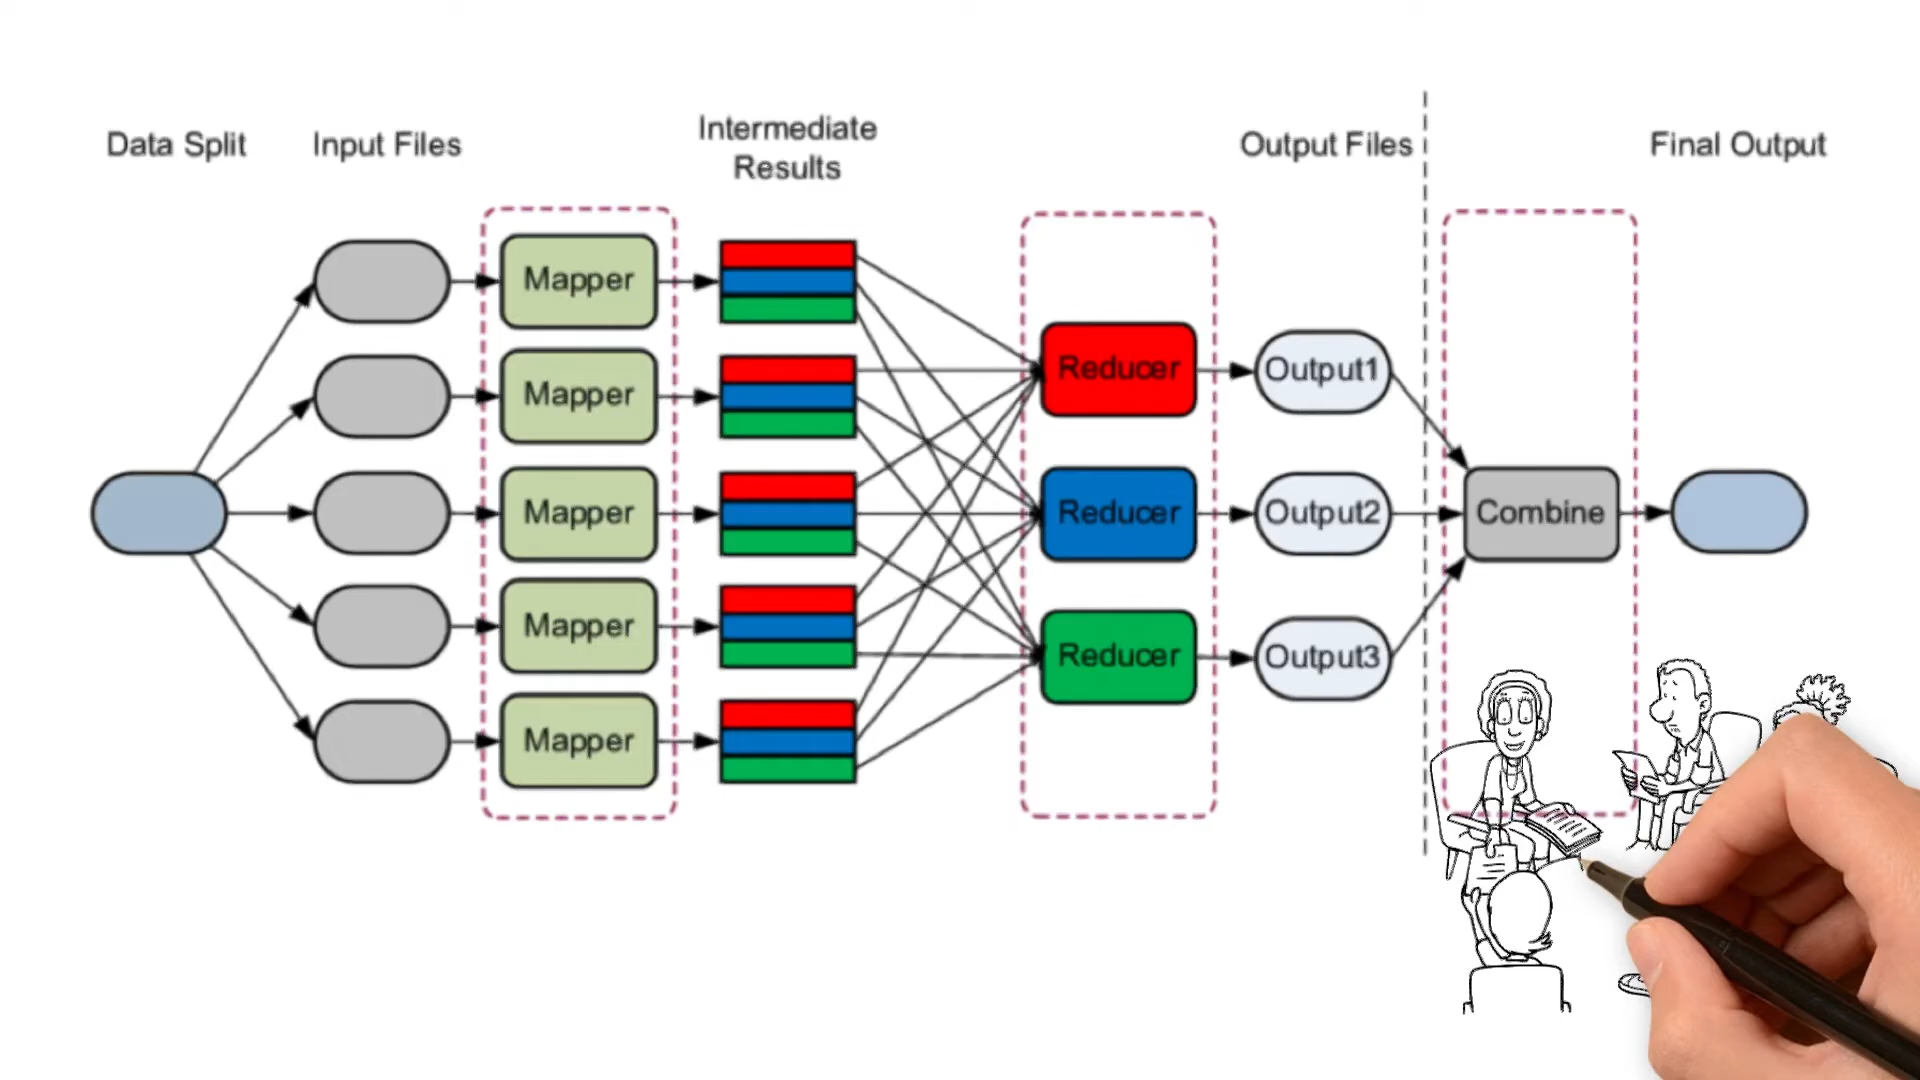 Data Split
Input Files
Intermediate
Results
Output Files
Final Output
Mapper
Mapper
Mapper
Mapper
Mapper
Reducer
Reducer
Reducer
Output1
Output2
Output3
Combine